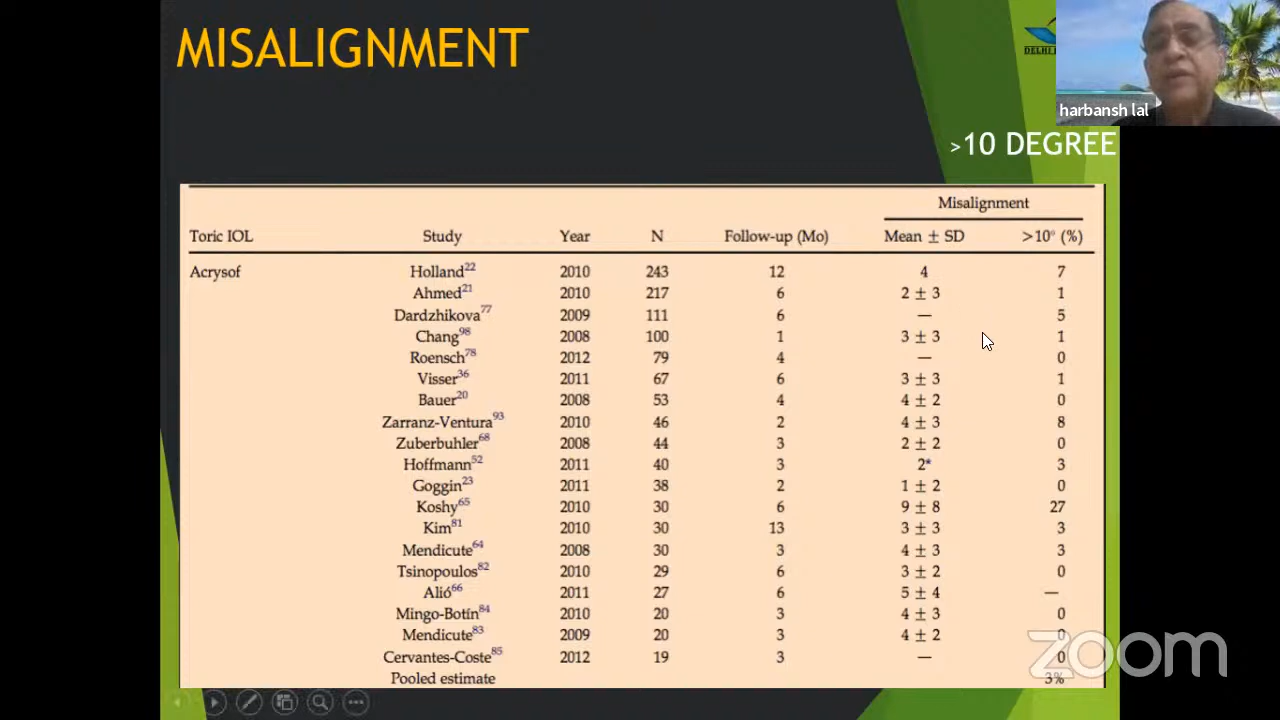 MISALIGNMENT
DELHI
harbansh lal
>10 DEGREE
Misalignment
Toric IOL Study Year N Follow-up (Mo) Mean ± SD >10° (%)
Acrysof Holland22 2010 243 12 4 7
Ahmed21 2010 217 6 2 ± 3 1
Dardzhikova77 2009 111 6 — 5
Chang98 2008 100 1 3 ± 3 1
Roensch78 2012 79 4 — 0
Visser36 2011 67 6 3 ± 3 1
Bauer20 2008 53 4 4 ± 2 0
Zarranz-Ventura93 2010 46 2 4 ± 3 8
Zuberbuhler68 2008 44 3 2 ± 2 0
Hoffmann52 2011 40 3 2* 3
Goggin23 2011 38 2 1 ± 2 0
Koshy65 2010 30 6 9 ± 8 27
Kim81 2010 30 13 3 ± 3 3
Mendicute64 2008 30 3 4 ± 3 3
Tsinopoulos82 2010 29 6 3 ± 2 0
Alió66 2011 27 6 5 ± 4 —
Mingo-Botín84 2010 20 3 4 ± 3 0
Mendicute83 2009 20 3 4 ± 2 0
Cervantes-Coste85 2012 19 3 — 0
Pooled estimate 3%
zoom